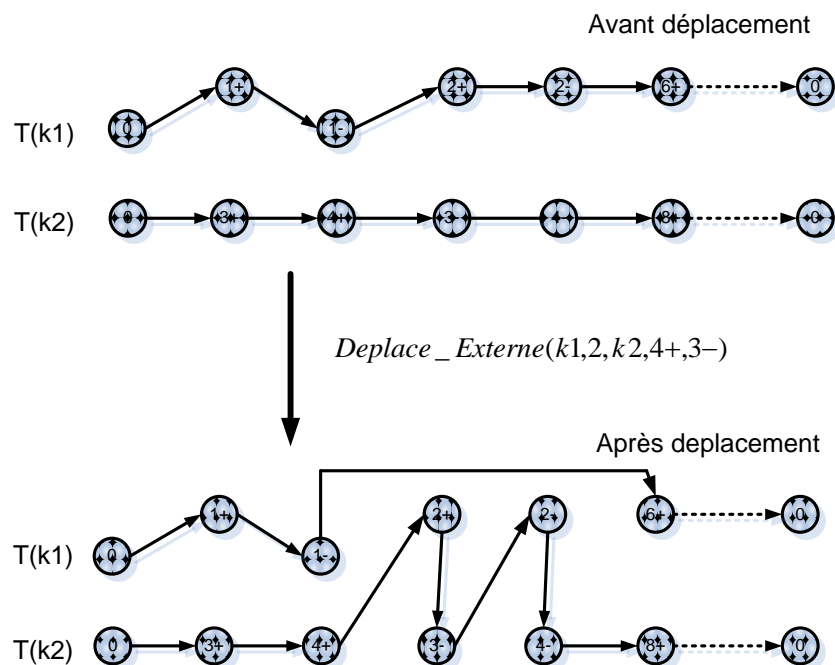 Avant déplacement
1+ 2+ 2- 6+ 0
T(k1) 0 1-
T(k2) 0 3+ 4+ 3- 4- 8+ 0
Deplace _ Externe(k1,2,k2,4+,3−)
Après deplacement
1+ 2+ 2- 6+ 0
T(k1) 0 1-
T(k2) 0 3+ 4+ 3- 4- 8+ 0